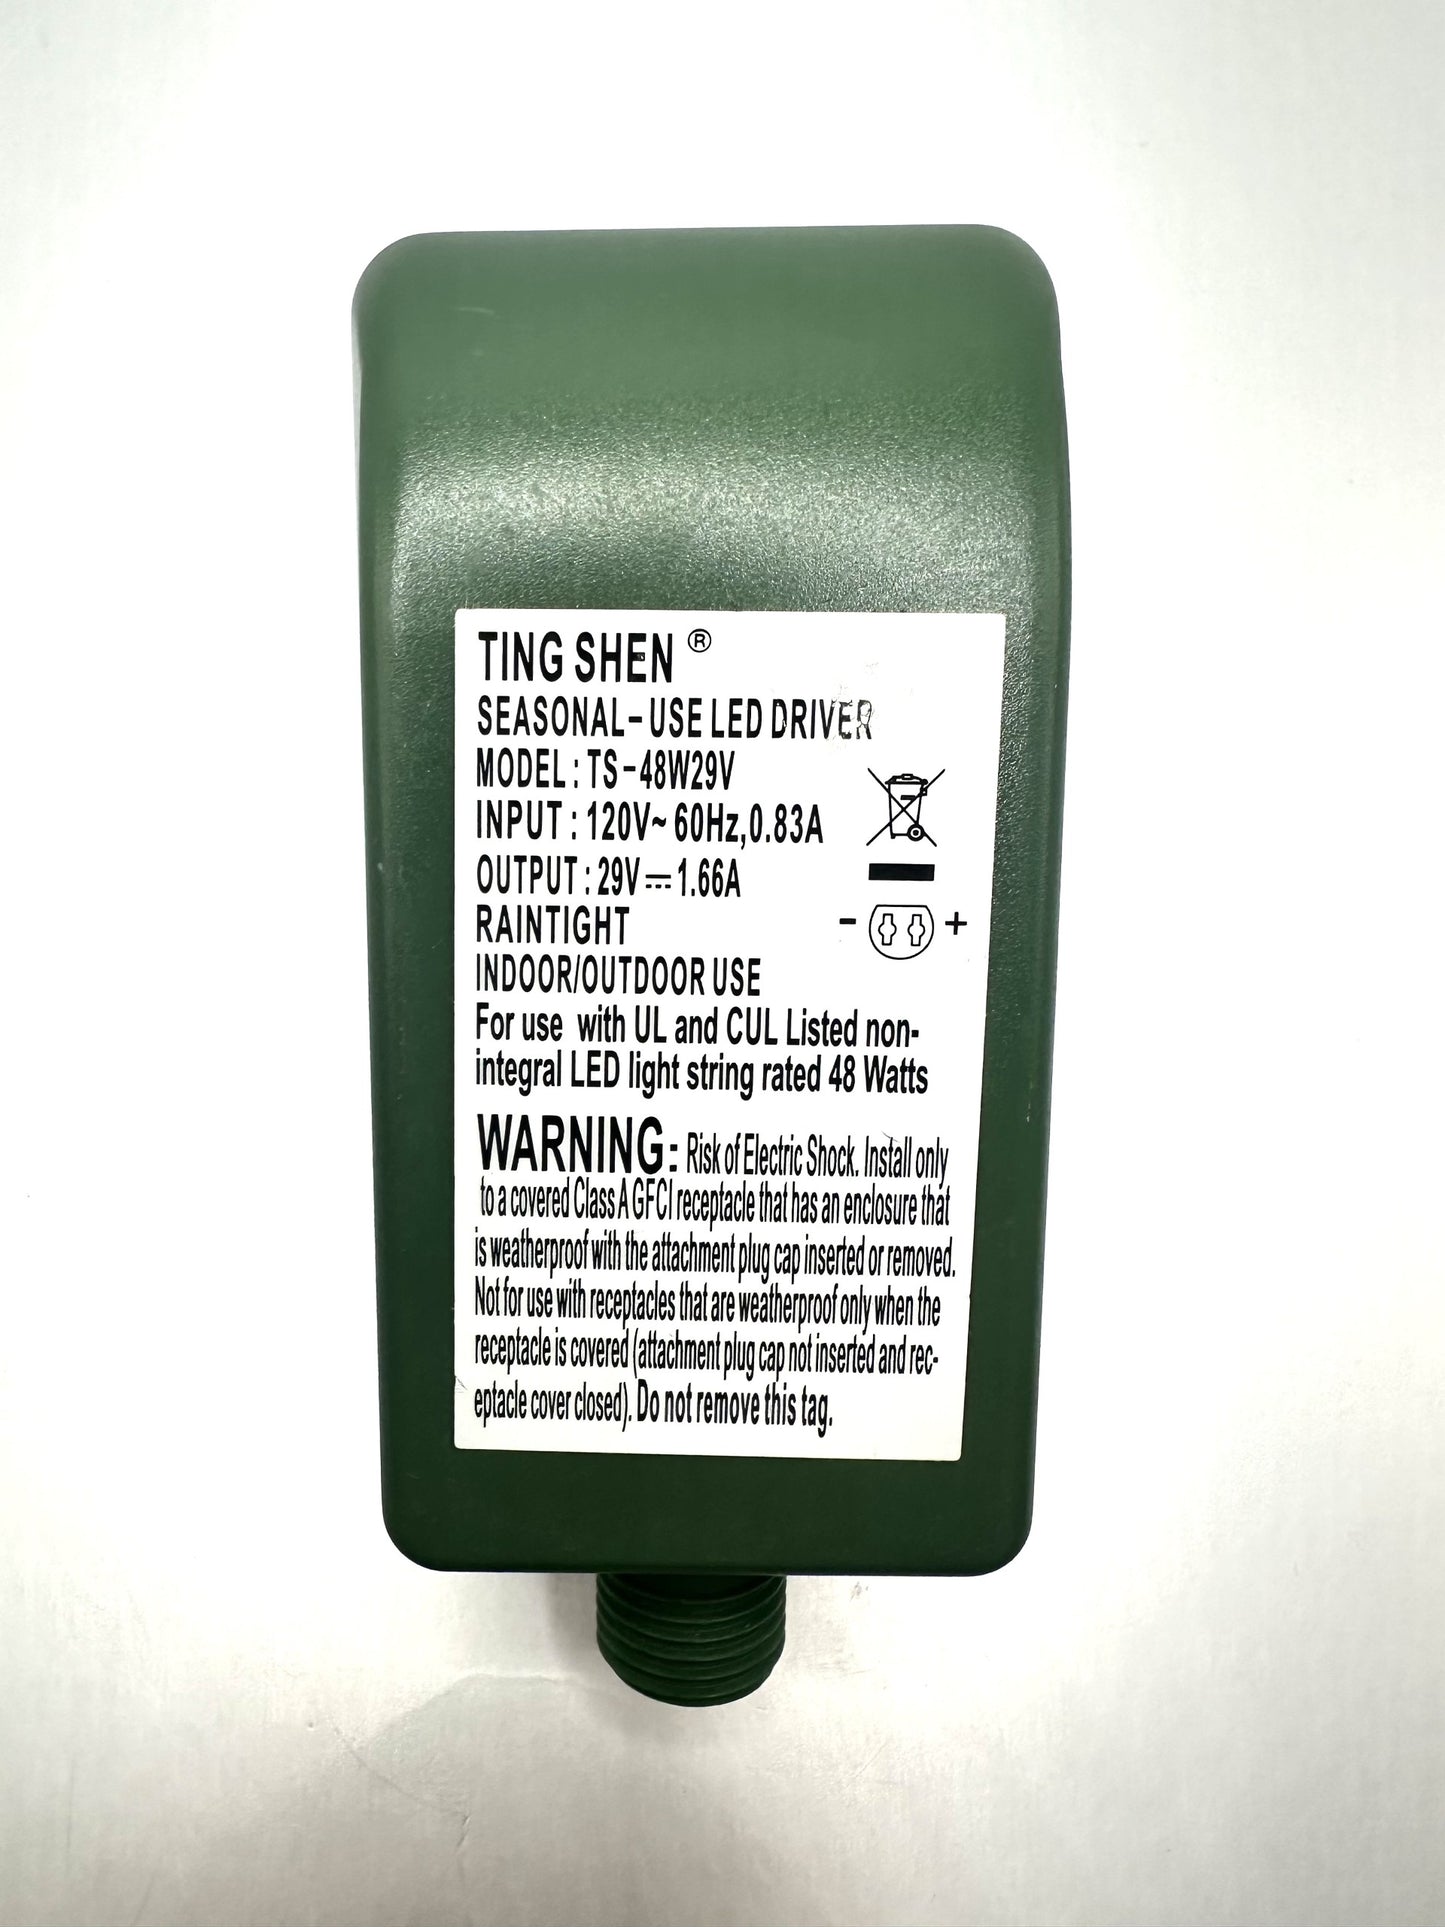 TING SHEN ®
SEASONAL-USE LED DRIVER
MODEL : TS-48W29V
INPUT : 120V~ 60Hz,0.83A
OUTPUT : 29V⎓1.66A
RAINTIGHT
- +
INDOOR/OUTDOOR USE
For use with UL and CUL Listed non-
integral LED light string rated 48 Watts
WARNING: Risk of Electric Shock. Install only
to a covered Class A GFCI receptacle that has an enclosure that
is weatherproof with the attachment plug cap inserted or removed.
Not for use with receptacles that are weatherproof only when the
receptacle is covered (attachment plug cap not inserted and rec-
eptacle cover closed). Do not remove this tag.